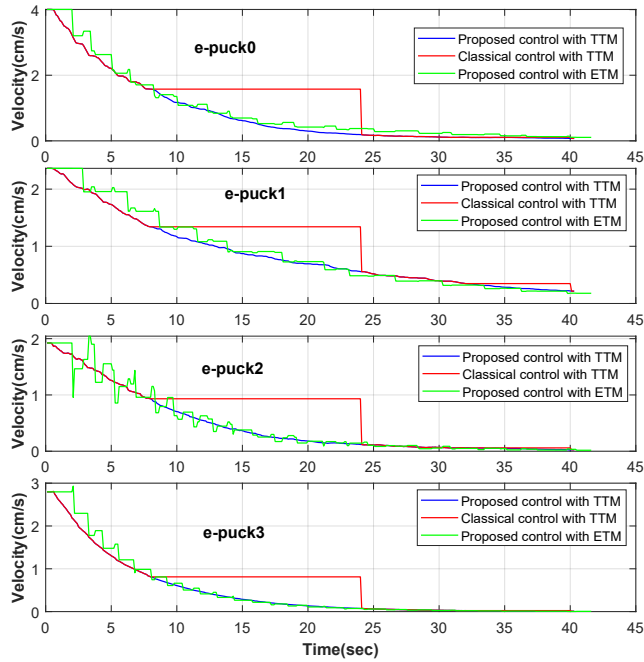 4
2
0
Velocity(cm/s)
e-puck0
Proposed control with TTM
Classical control with TTM
Proposed control with ETM
0 5 10 15 20 25 30 35 40 45
2
1
0
Velocity(cm/s)
e-puck1
Proposed control with TTM
Classical control with TTM
Proposed control with ETM
0 5 10 15 20 25 30 35 40 45
2
1
0
Velocity(cm/s)
e-puck2
Proposed control with TTM
Classical control with TTM
Proposed control with ETM
0 5 10 15 20 25 30 35 40 45
3
2
1
0
Velocity(cm/s)
e-puck3
Proposed control with TTM
Classical control with TTM
Proposed control with ETM
0 5 10 15 20 25 30 35 40 45
Time(sec)